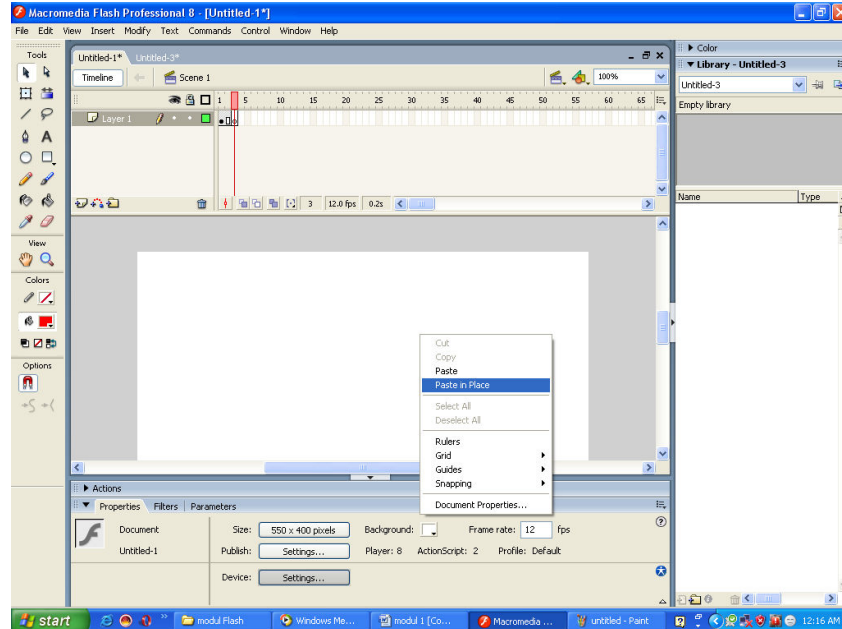 Macromedia Flash Professional 8 - [Untitled-1*]
File Edit View Insert Modify Text Commands Control Window Help
Tools
View
Colors
Options
Untitled-1* Untitled-3*
Timeline Scene 1 100%
1 5 10 15 20 25 30 35 40 45 50 55 60 65
Layer 1
3 12.0 fps 0.2s
Cut
Copy
Paste
Paste in Place
Select All
Deselect All
Rulers
Grid
Guides
Snapping
Document Properties...
Actions
Properties Filters Parameters
Document Size: 550 x 400 pixels Background: Frame rate: 12 fps
Untitled-1 Publish: Settings... Player: 8 ActionScript: 2 Profile: Default
Device: Settings...
Color
Library - Untitled-3
Untitled-3
Empty library
Name Type
start modul Flash Windows Me... modul 1 [Co... Macromedia ... untitled - Paint 12:16 AM